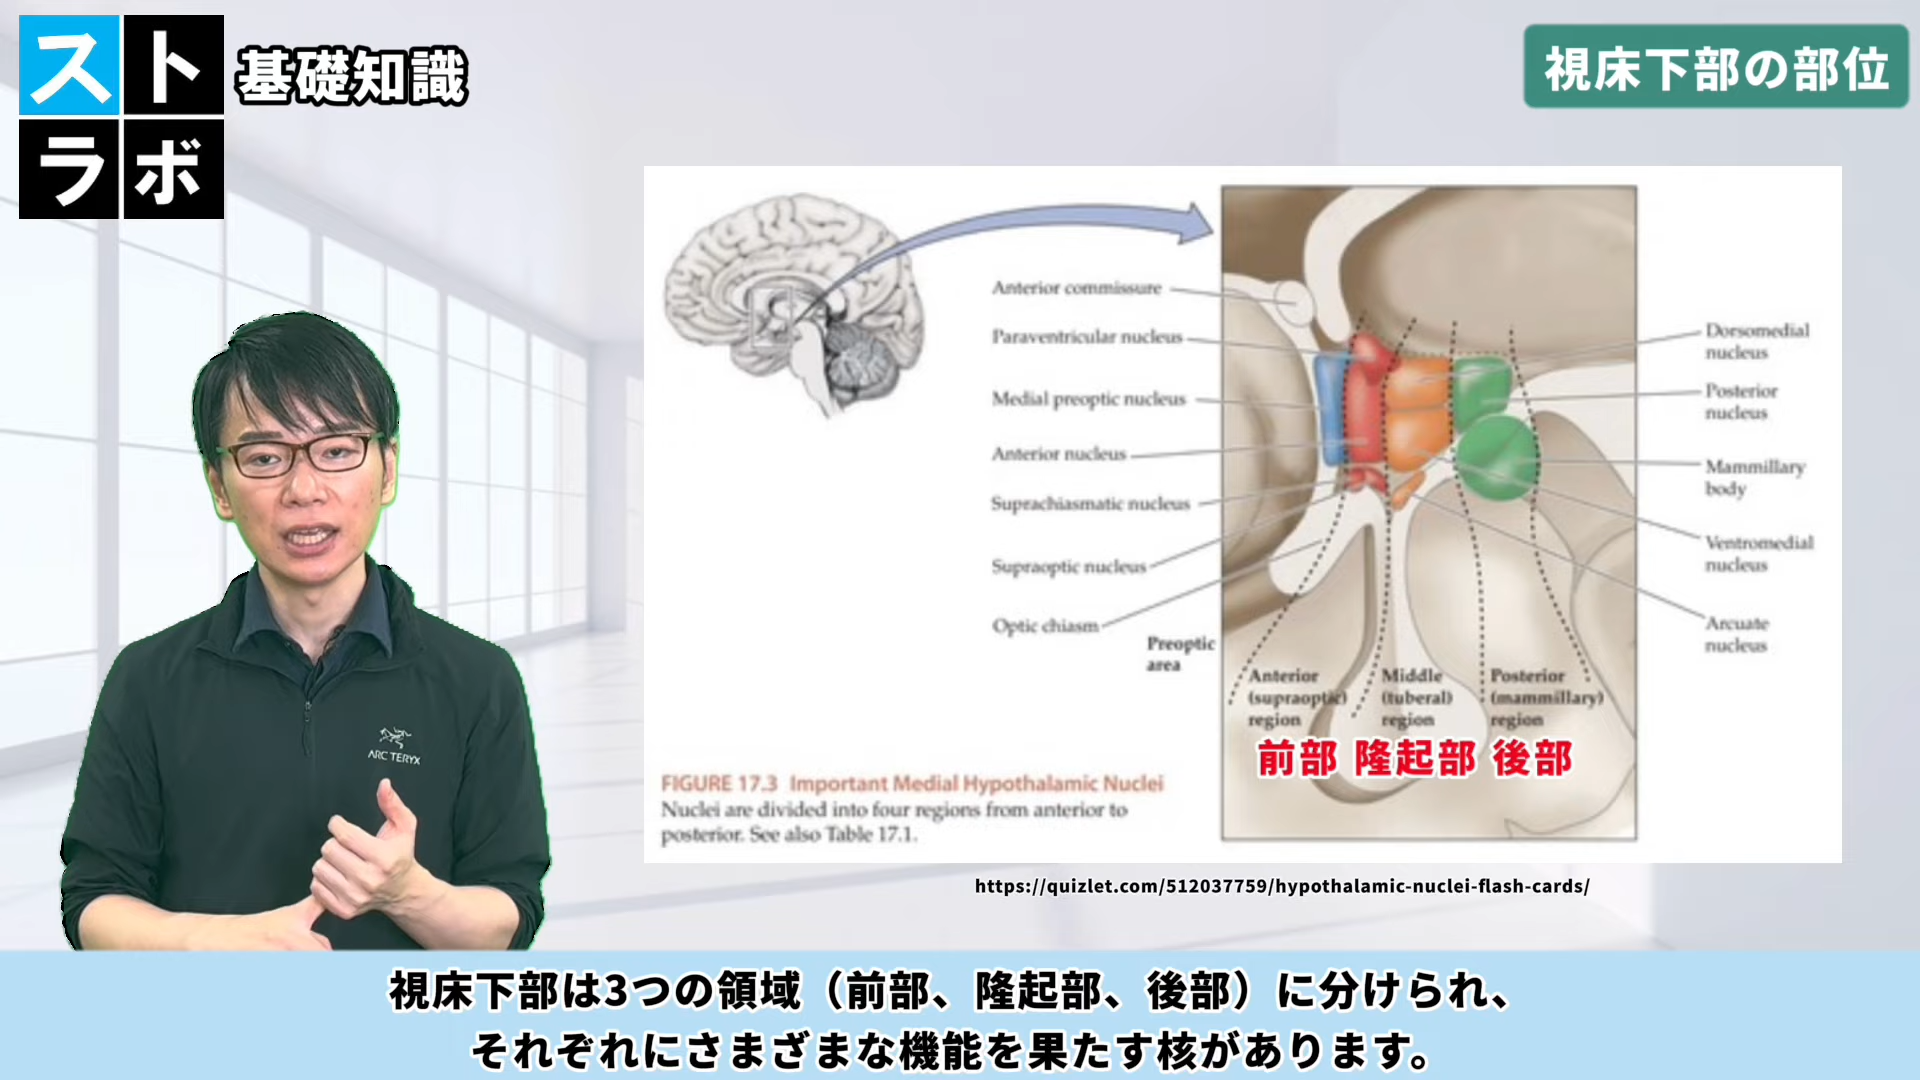 スト
ラボ
基礎知識
視床下部の部位
Anterior commissure
Paraventricular nucleus
Medial preoptic nucleus
Anterior nucleus
Suprachiasmatic nucleus
Supraoptic nucleus
Optic chiasm
Preoptic
area
Dorsomedial
nucleus
Posterior
nucleus
Mammillary
body
Ventromedial
nucleus
Arcuate
nucleus
Anterior
(supraoptic)
region
Middle
(tuberal)
region
Posterior
(mammillary)
region
前部 隆起部 後部
FIGURE 17.3 Important Medial Hypothalamic Nuclei
Nuclei are divided into four regions from anterior to
posterior. See also Table 17.1.
https://quizlet.com/512037759/hypothalamic-nuclei-flash-cards/
ARC'TERYX
視床下部は3つの領域（前部、隆起部、後部）に分けられ、
それぞれにさまざまな機能を果たす核があります。